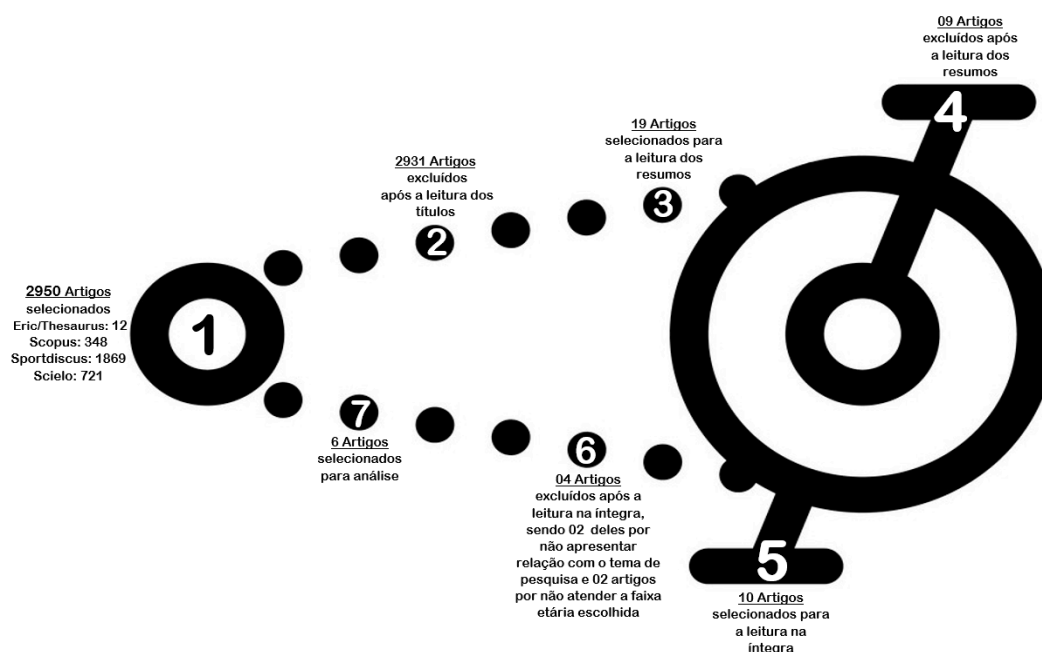 1
2950 Artigos
selecionados
Eric/Thesaurus: 12
Scopus: 348
Sportdiscus: 1869
Scielo: 721
2931 Artigos
excluídos
após a leitura dos
títulos
2
19 Artigos
selecionados para
a leitura dos
resumos
3
09 Artigos
excluídos após
a leitura dos
resumos
4
5
10 Artigos
selecionados para
a leitura na
íntegra
6
04 Artigos
excluídos após a
leitura na íntegra,
sendo 02 deles por
não apresentar
relação com o tema de
pesquisa e 02 artigos
por não atender a faixa
etária escolhida
7
6 Artigos
selecionados
para análise